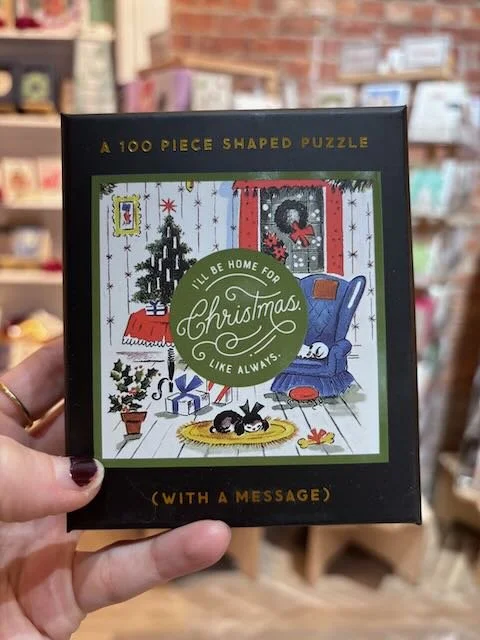 A 100 PIECE SHAPED PUZZLE
I'LL BE HOME FOR
Christmas.
LIKE ALWAYS.
(WITH A MESSAGE)